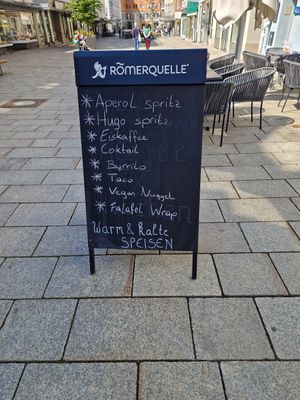 RÖMERQUELLE
* Aperol spritz
* Hugo spritz
* Eiskaffee
* Coktail
* Burrito
* Taco
* Vegan Nugget
* Falafel Wrap
Warm & Kalte
SPEISEN